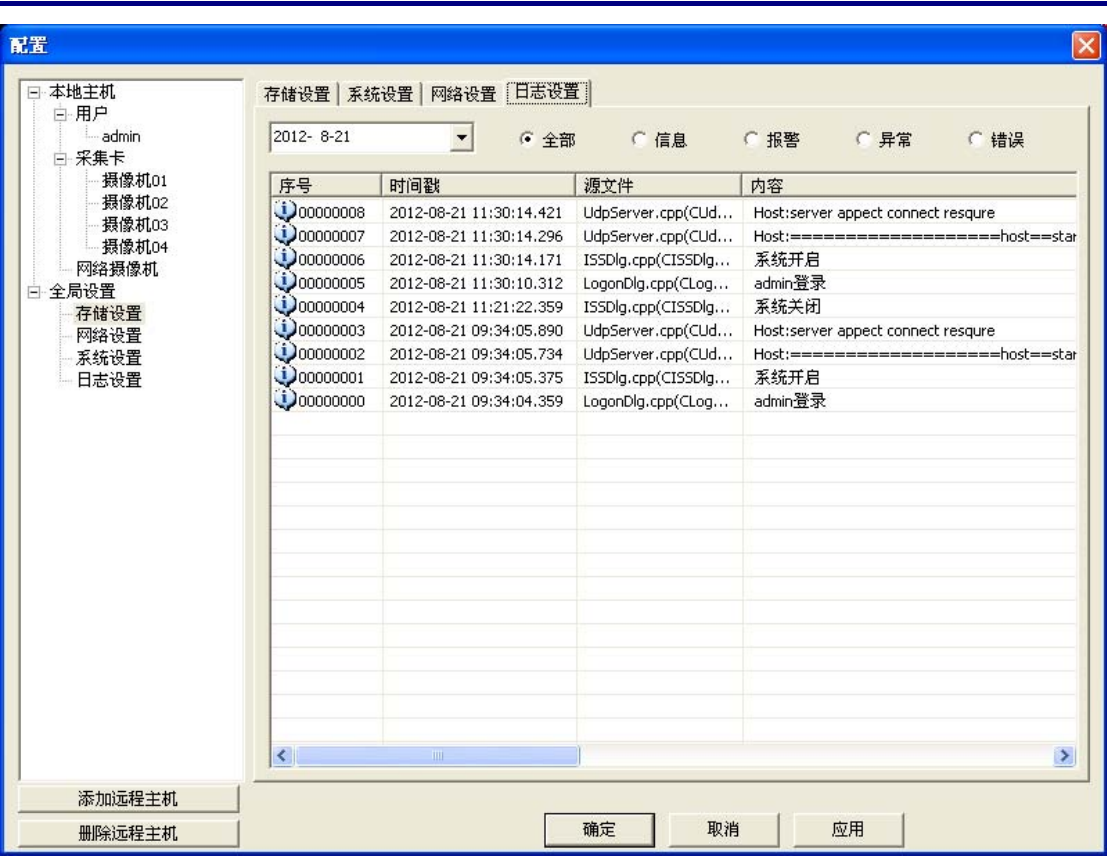 配置
本地主机
用户
admin
采集卡
摄像机01
摄像机02
摄像机03
摄像机04
网络摄像机
全局设置
存储设置
网络设置
系统设置
日志设置
添加远程主机
删除远程主机
存储设置 系统设置 网络设置 日志设置
2012- 8-21 全部 信息 报警 异常 错误
序号 时间戳 源文件 内容
00000008 2012-08-21 11:30:14.421 UdpServer.cpp(CUd... Host:server appect connect resqure
00000007 2012-08-21 11:30:14.296 UdpServer.cpp(CUd... Host:====================host==star
00000006 2012-08-21 11:30:14.171 ISSDlg.cpp(CISSDlg... 系统开启
00000005 2012-08-21 11:30:10.312 LogonDlg.cpp(CLog... admin登录
00000004 2012-08-21 11:21:22.359 ISSDlg.cpp(CISSDlg... 系统关闭
00000003 2012-08-21 09:34:05.890 UdpServer.cpp(CUd... Host:server appect connect resqure
00000002 2012-08-21 09:34:05.734 UdpServer.cpp(CUd... Host:====================host==star
00000001 2012-08-21 09:34:05.375 ISSDlg.cpp(CISSDlg... 系统开启
00000000 2012-08-21 09:34:04.359 LogonDlg.cpp(CLog... admin登录
确定 取消 应用